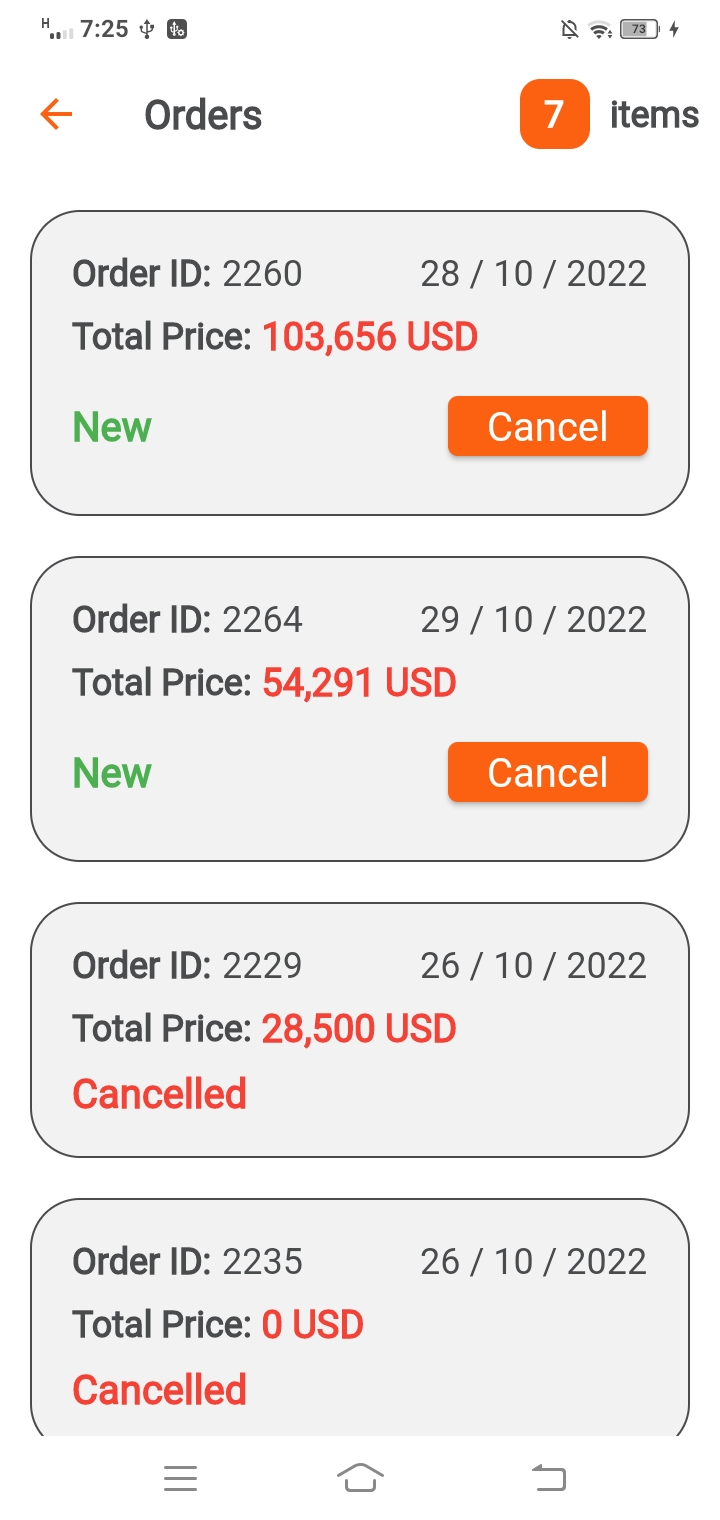 H 7:25 73
Orders 7 items
Order ID: 2260 28 / 10 / 2022
Total Price: 103,656 USD
New Cancel
Order ID: 2264 29 / 10 / 2022
Total Price: 54,291 USD
New Cancel
Order ID: 2229 26 / 10 / 2022
Total Price: 28,500 USD
Cancelled
Order ID: 2235 26 / 10 / 2022
Total Price: 0 USD
Cancelled